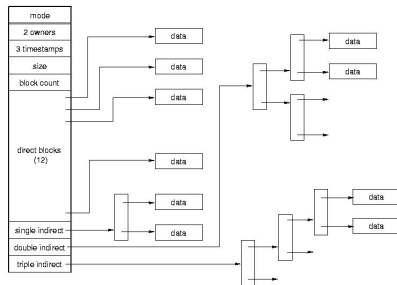 mode
2 owners
3 timestamps
size
block count
direct blocks
(12)
single indirect
double indirect
triple indirect
data
data
data
data
data
data
data
data
data
data